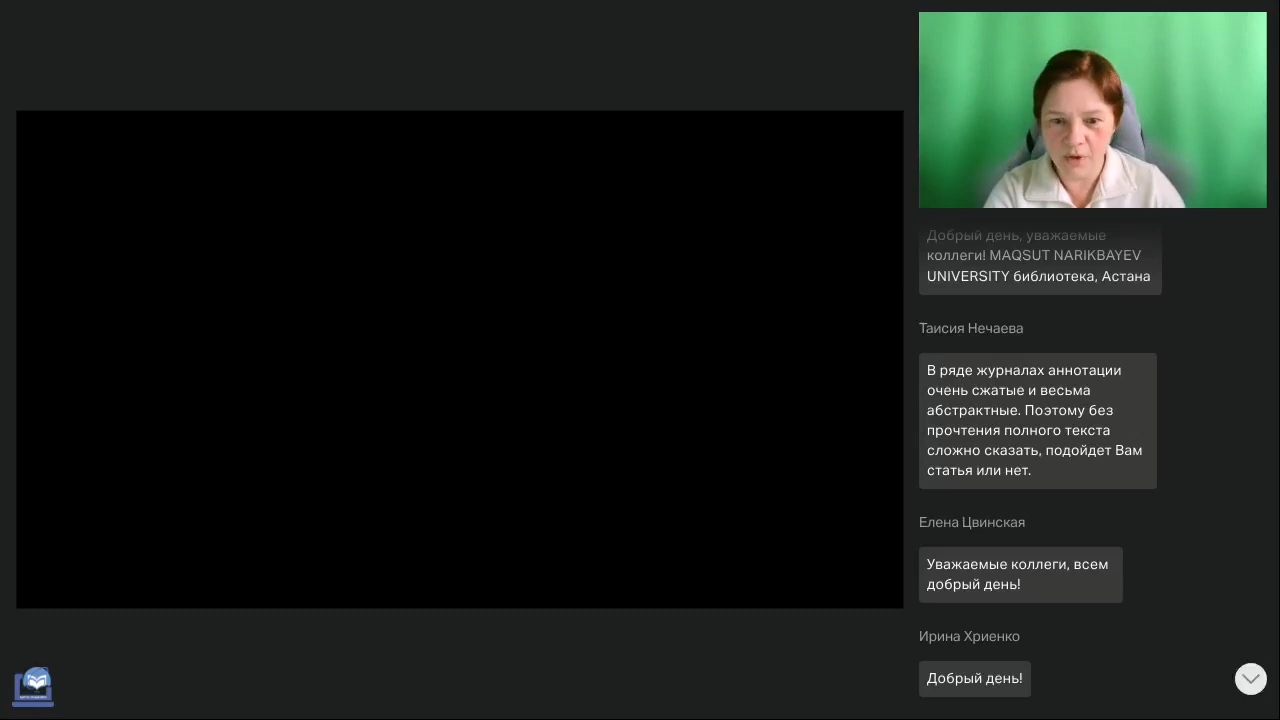 Добрый день, уважаемые
коллеги! MAQSUT NARIKBAYEV
UNIVERSITY библиотека, Астана
Таисия Нечаева
В ряде журналах аннотации
очень сжатые и весьма
абстрактные. Поэтому без
прочтения полного текста
сложно сказать, подойдет Вам
статья или нет.
Елена Цвинская
Уважаемые коллеги, всем
добрый день!
Ирина Хриенко
Добрый день!